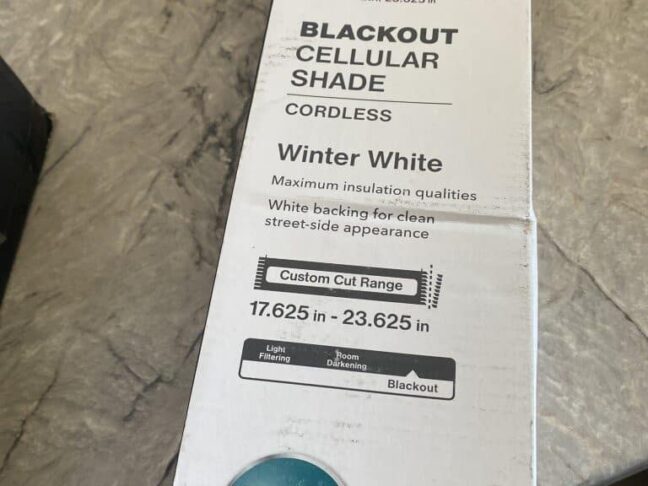 BLACKOUT
CELLULAR
SHADE
CORDLESS
Winter White
Maximum insulation qualities
White backing for clean
street-side appearance
Custom Cut Range
17.625 in - 23.625 in
Light
Filtering
Room
Darkening
Blackout